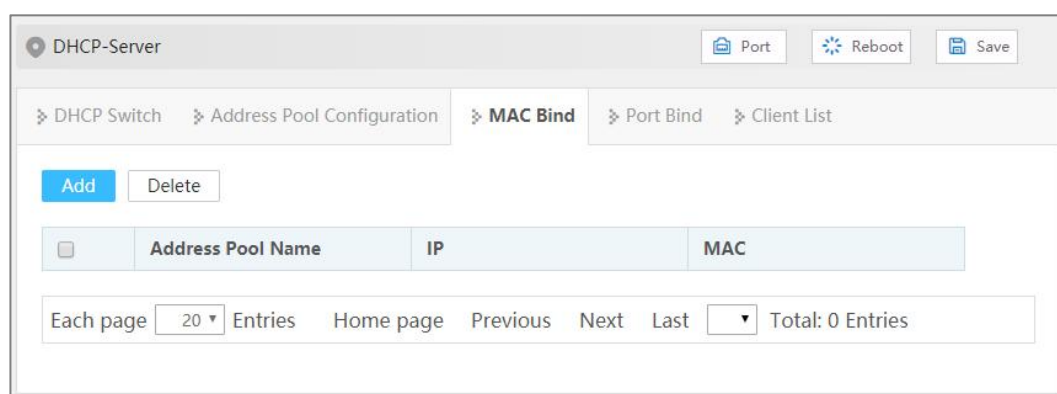 DHCP-Server Port Reboot Save
DHCP Switch Address Pool Configuration MAC Bind Port Bind Client List
Add Delete
Address Pool Name IP MAC
Each page 20 Entries Home page Previous Next Last Total: 0 Entries